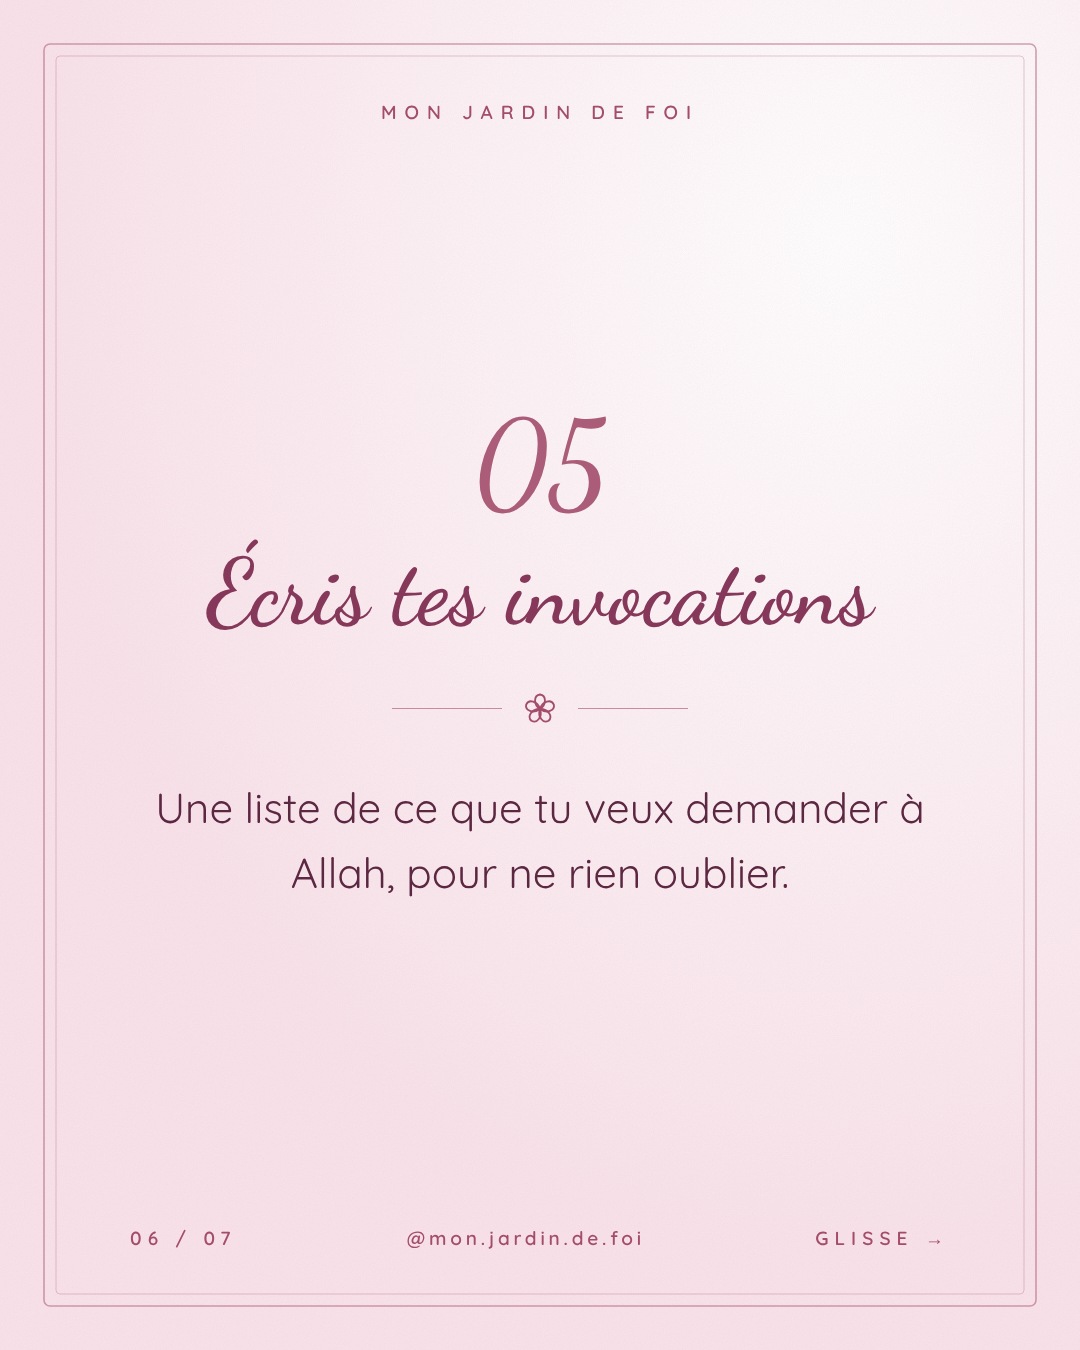 MON JARDIN DE FOI
05
Écris tes invocations
Une liste de ce que tu veux demander à
Allah, pour ne rien oublier.
06 / 07
@mon.jardin.de.foi
GLISSE →